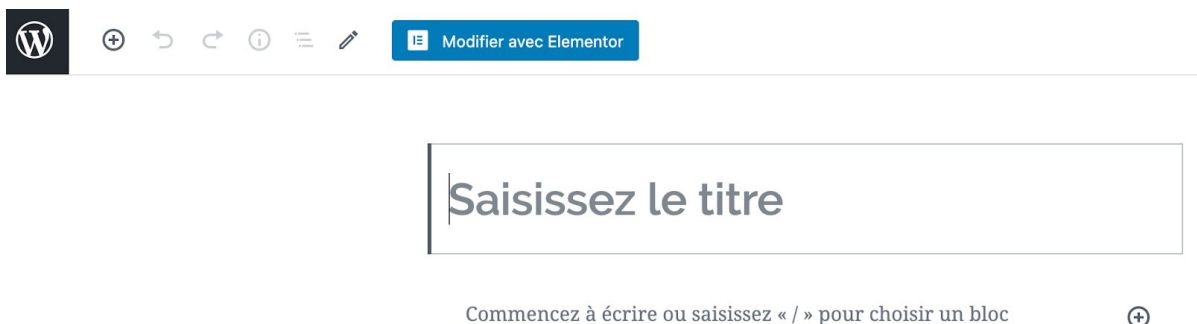 Modifier avec Elementor
Saisissez le titre
Commencez à écrire ou saisissez « / » pour choisir un bloc